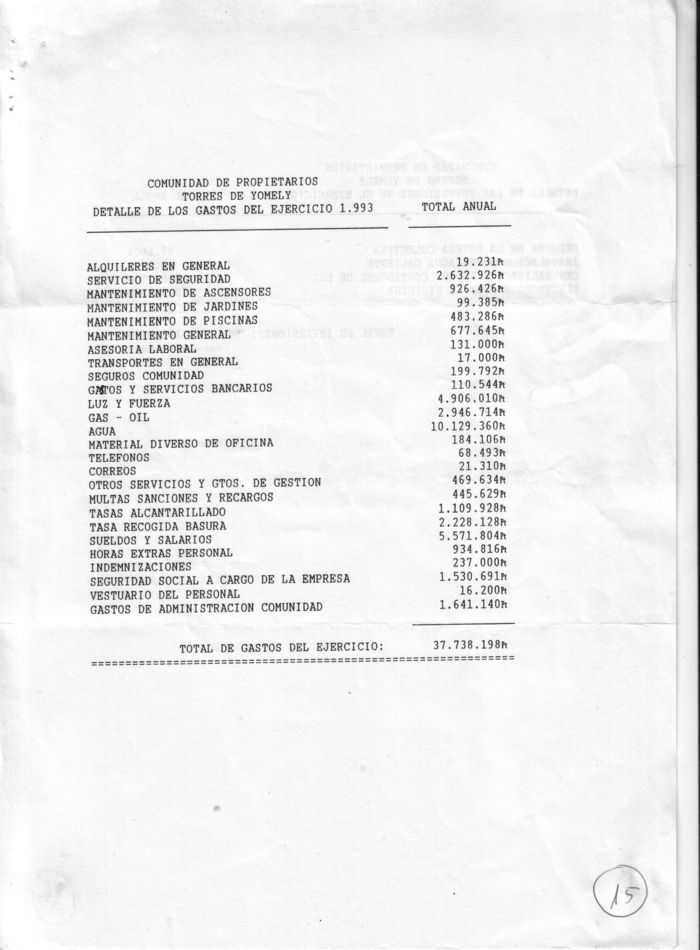 COMUNIDAD DE PROPIETARIOS
TORRES DE YOMELY
DETALLE DE LOS GASTOS DEL EJERCICIO 1.993 TOTAL ANUAL
ALQUILERES EN GENERAL 19.231₧
SERVICIO DE SEGURIDAD 2.632.926₧
MANTENIMIENTO DE ASCENSORES 926.426₧
MANTENIMIENTO DE JARDINES 99.385₧
MANTENIMIENTO DE PISCINAS 483.286₧
MANTENIMIENTO GENERAL 677.645₧
ASESORIA LABORAL 131.000₧
TRANSPORTES EN GENERAL 17.000₧
SEGUROS COMUNIDAD 199.792₧
GASTOS Y SERVICIOS BANCARIOS 110.544₧
LUZ Y FUERZA 4.906.010₧
GAS - OIL 2.946.714₧
AGUA 10.129.360₧
MATERIAL DIVERSO DE OFICINA 184.106₧
TELEFONOS 68.493₧
CORREOS 21.310₧
OTROS SERVICIOS Y GTOS. DE GESTION 469.634₧
MULTAS SANCIONES Y RECARGOS 445.629₧
TASAS ALCANTARILLADO 1.109.928₧
TASA RECOGIDA BASURA 2.228.128₧
SUELDOS Y SALARIOS 5.571.804₧
HORAS EXTRAS PERSONAL 934.816₧
INDEMNIZACIONES 237.000₧
SEGURIDAD SOCIAL A CARGO DE LA EMPRESA 1.530.691₧
VESTUARIO DEL PERSONAL 16.200₧
GASTOS DE ADMINISTRACION COMUNIDAD 1.641.140₧
TOTAL DE GASTOS DEL EJERCICIO: 37.738.198₧
15